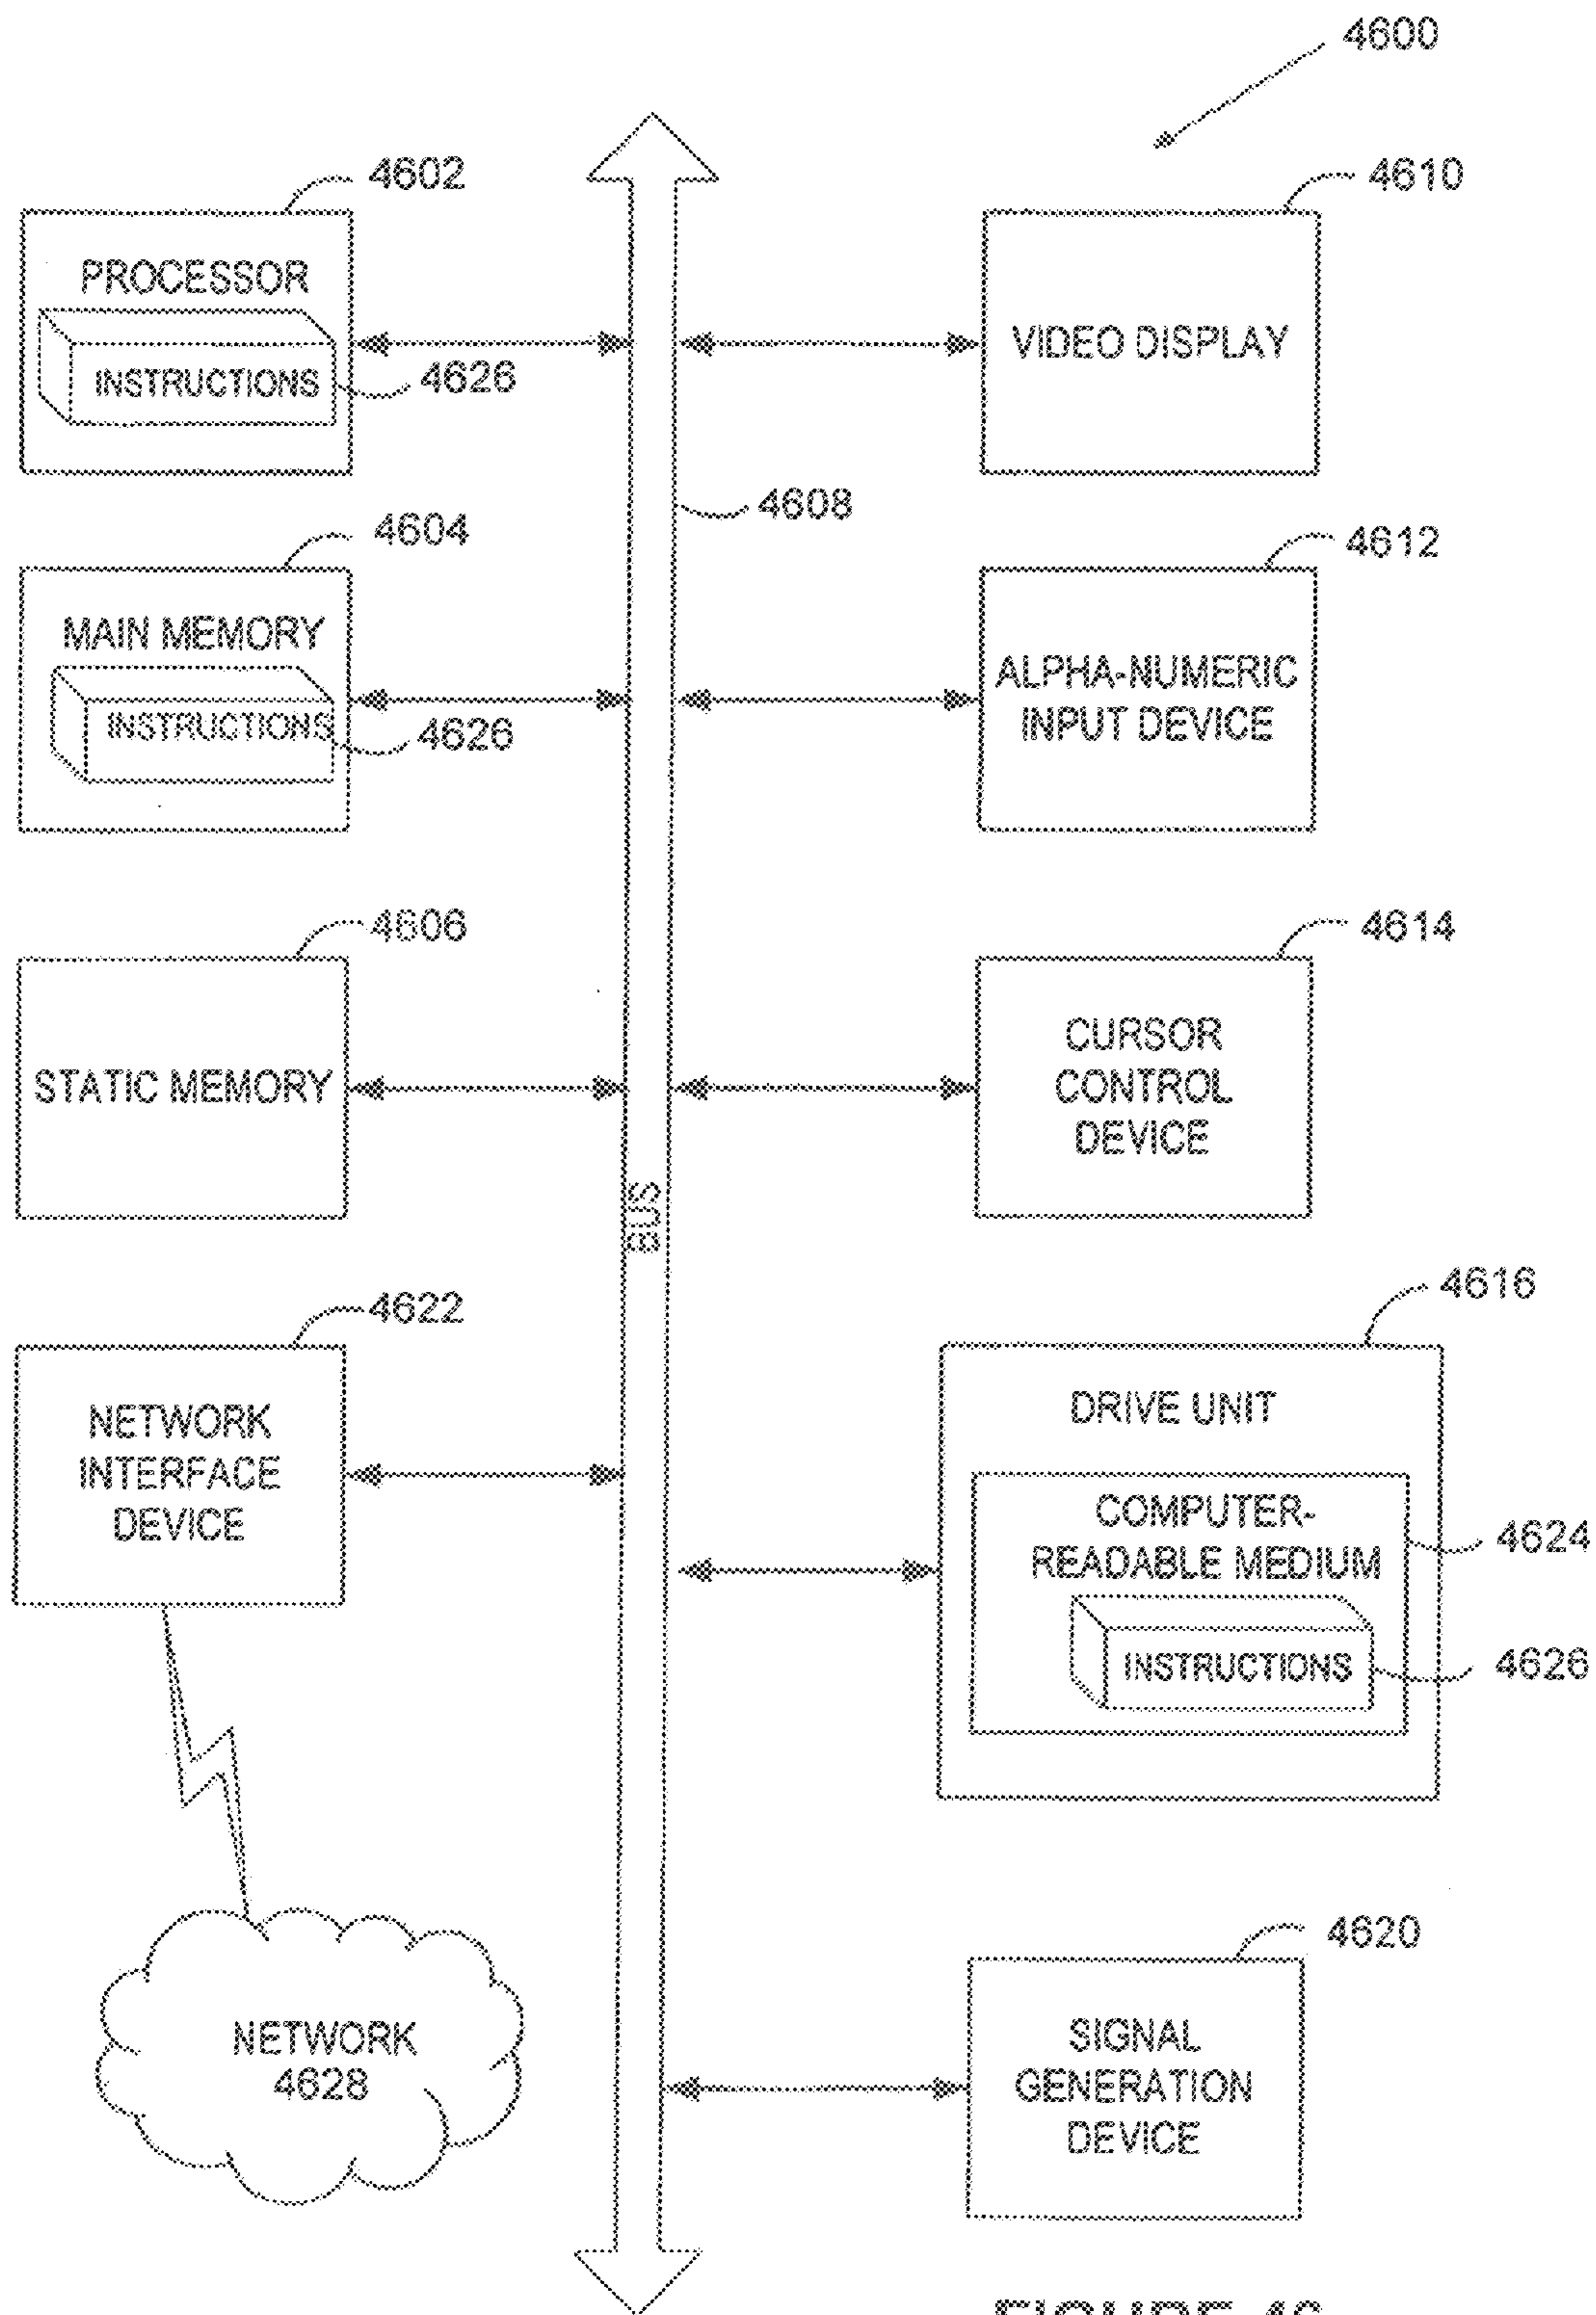 4600
4602
PROCESSOR
INSTRUCTIONS
4626
4610
VIDEO DISPLAY
4608
4604
MAIN MEMORY
INSTRUCTIONS
4626
4612
ALPHA-NUMERIC
INPUT DEVICE
4606
STATIC MEMORY
4614
CURSOR
CONTROL
DEVICE
BUS
4622
NETWORK
INTERFACE
DEVICE
4616
DRIVE UNIT
COMPUTER-
READABLE MEDIUM
4624
INSTRUCTIONS
4626
NETWORK
4628
4620
SIGNAL
GENERATION
DEVICE
FIGURE 46